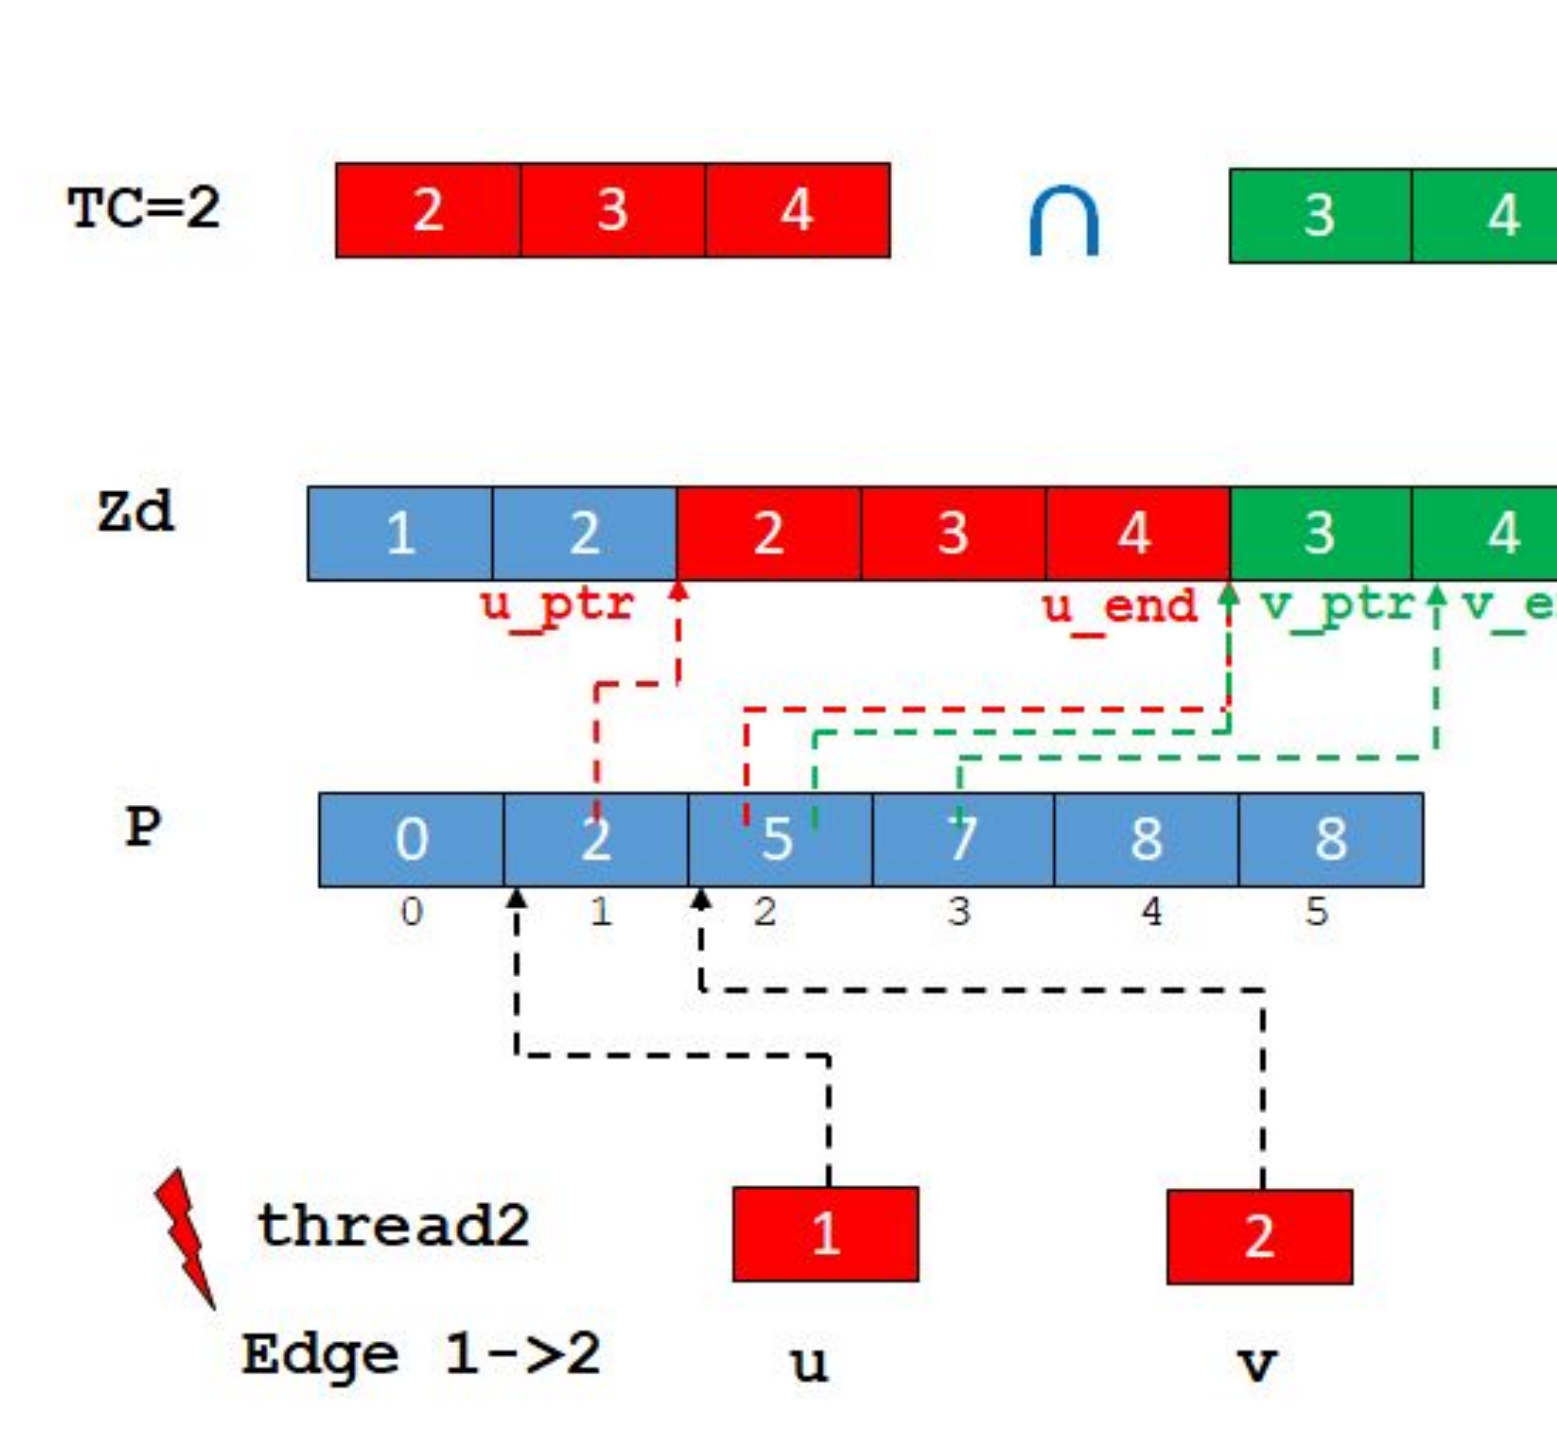 TC=2 2 3 4 ∩ 3 4
Zd 1 2 2 3 4 3 4
u_ptr u_end v_ptr
P 0 2 5 7 8 8
0 1 2 3 4 5
thread2 1 2
Edge 1->2 u v